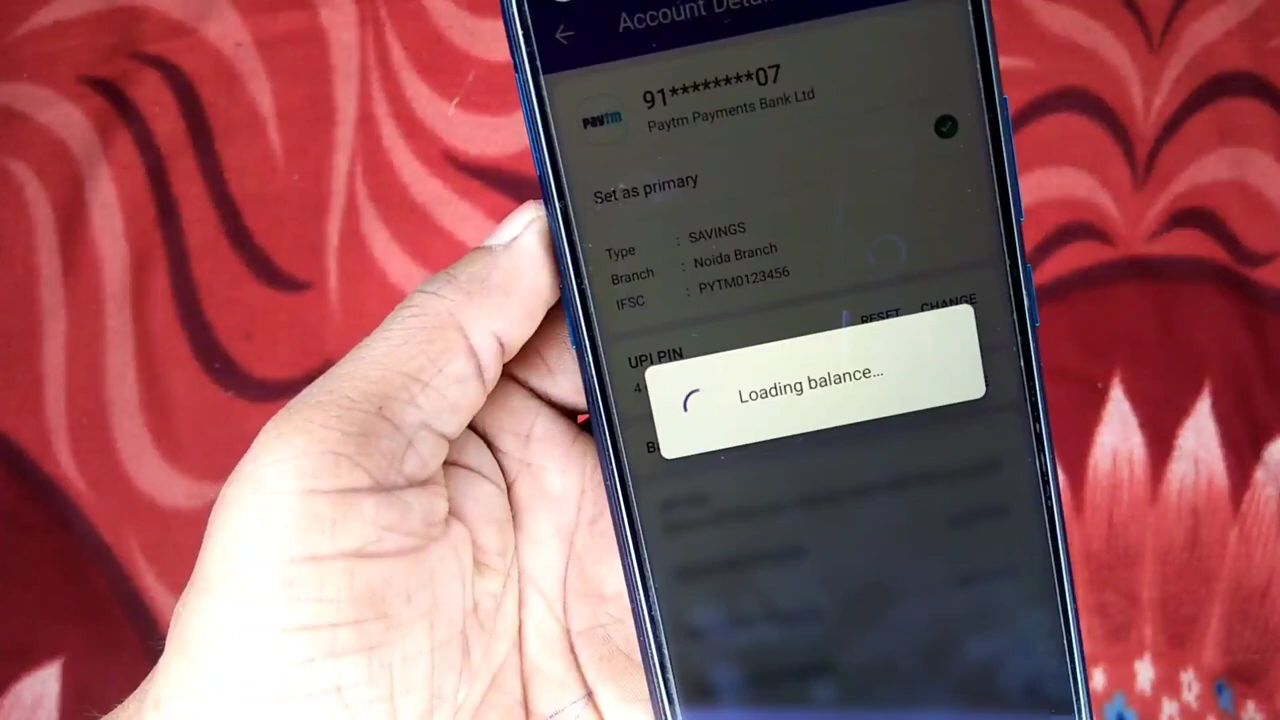 Account Detai
91********07
paytm
Paytm Payments Bank Ltd
Set as primary
Type : SAVINGS
Branch : Noida Branch
IFSC : PYTM0123456
RESET CHANGE
UPI PIN
4
Loading balance...
B